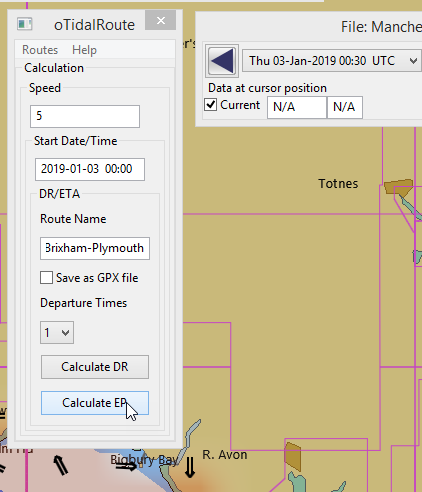 oTidalRoute
File: Manche
Routes Help
Thu 03-Jan-2019 00:30 UTC
Calculation
Data at cursor position
Speed
Current N/A N/A
5
Start Date/Time
2019-01-03 00:00
Totnes
DR/ETA
Route Name
Brixham-Plymouth
Save as GPX file
Departure Times
1
Calculate DR
Calculate EP
R. Avon
Bigbury Bay